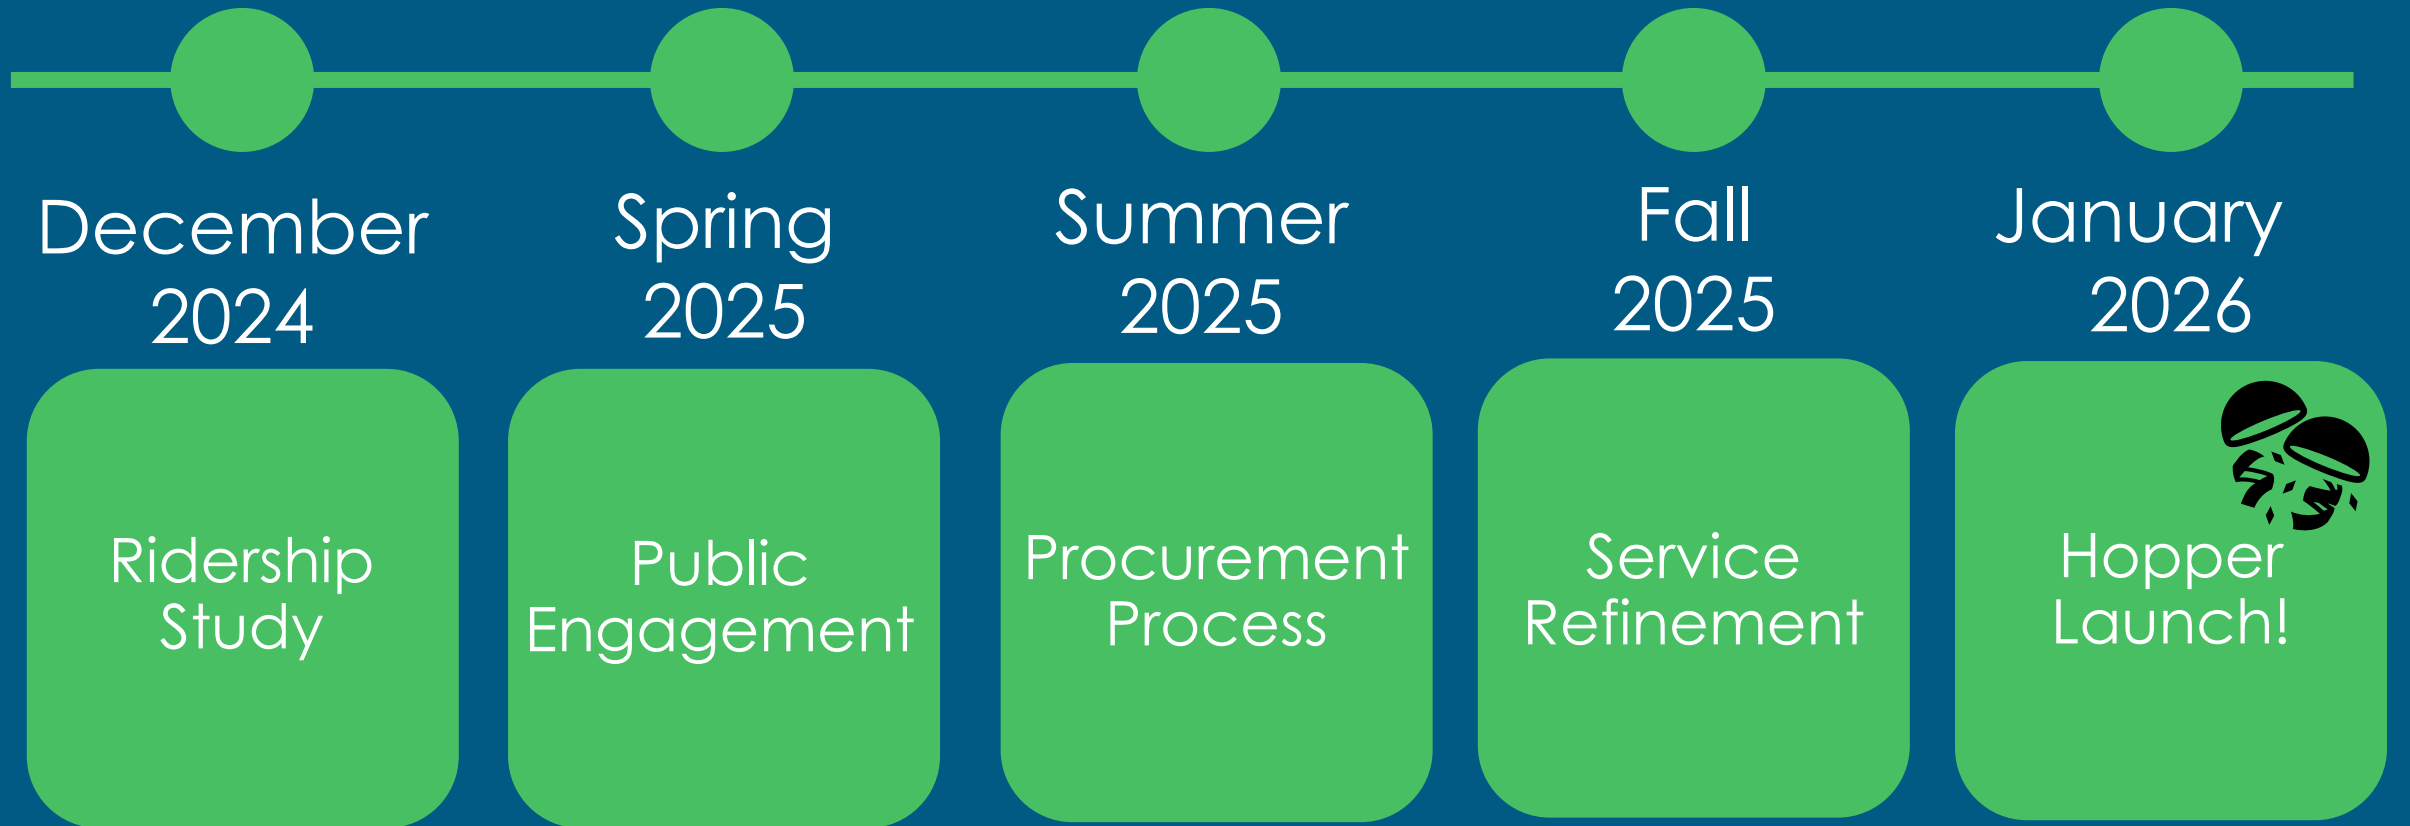 December
2024
Ridership
Study
Spring
2025
Public
Engagement
Summer
2025
Procurement
Process
Fall
2025
Service
Refinement
January
2026
Hopper
Launch!